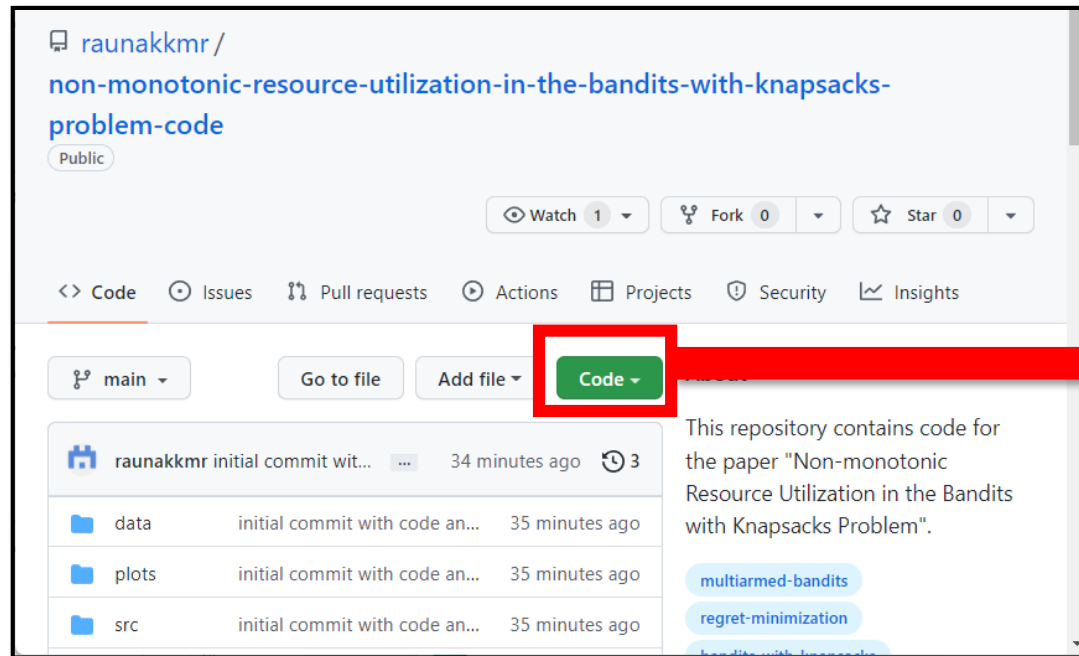 raunakkmr /
non-monotonic-resource-utilization-in-the-bandits-with-knapsacks-
problem-code
Public
Watch 1
Fork 0
Star 0
Code
Issues
Pull requests
Actions
Projects
Security
Insights
main
Go to file
Add file
Code
raunakkmr initial commit wit... ... 34 minutes ago 3
data initial commit with code an... 35 minutes ago
plots initial commit with code an... 35 minutes ago
src initial commit with code an... 35 minutes ago
This repository contains code for
the paper "Non-monotonic
Resource Utilization in the Bandits
with Knapsacks Problem".
multiarmed-bandits
regret-minimization